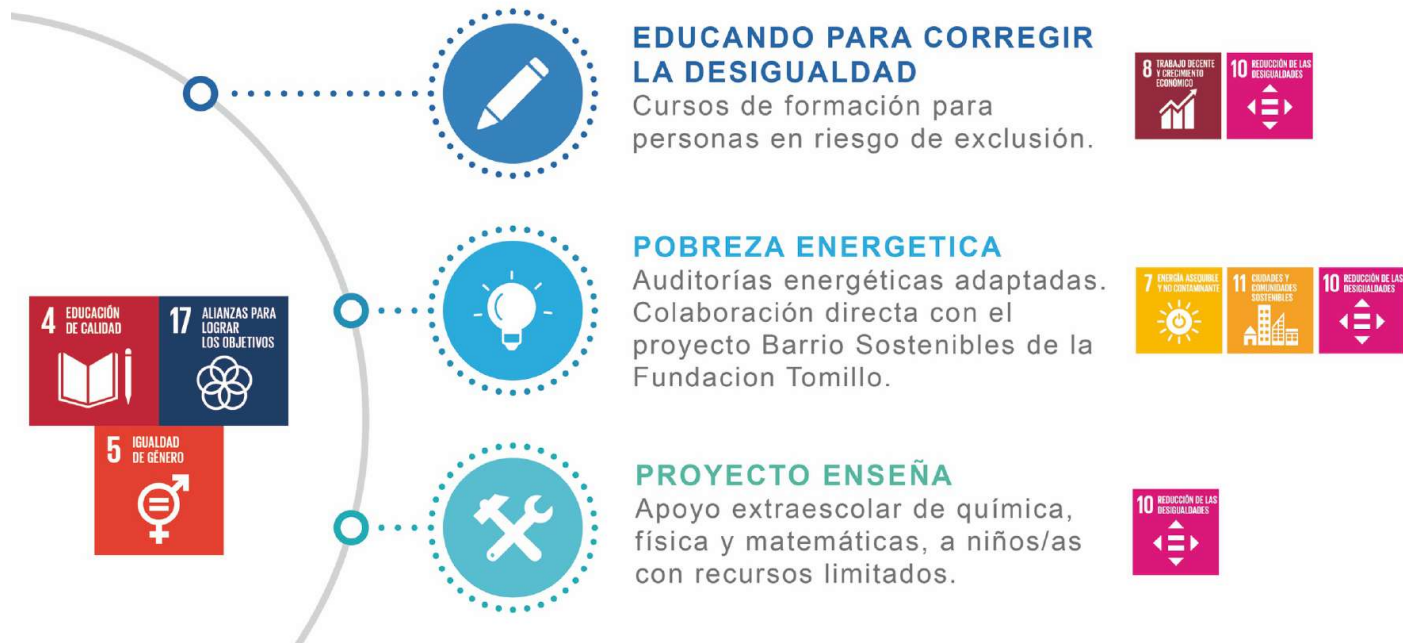 EDUCANDO PARA CORREGIR
LA DESIGUALDAD
Cursos de formación para
personas en riesgo de exclusión.
8 TRABAJO DECENTE
Y CRECIMIENTO
ECONÓMICO
10 REDUCCIÓN DE LAS
DESIGUALDADES
POBREZA ENERGETICA
Auditorías energéticas adaptadas.
Colaboración directa con el
proyecto Barrio Sostenibles de la
Fundacion Tomillo.
7 ENERGÍA ASEQUIBLE
Y NO CONTAMINANTE
11 CIUDADES Y
COMUNIDADES
SOSTENIBLES
10 REDUCCIÓN DE LAS
DESIGUALDADES
4 EDUCACIÓN
DE CALIDAD
17 ALIANZAS PARA
LOGRAR
LOS OBJETIVOS
5 IGUALDAD
DE GÉNERO
PROYECTO ENSEÑA
Apoyo extraescolar de química,
física y matemáticas, a niños/as
con recursos limitados.
10 REDUCCIÓN DE LAS
DESIGUALDADES